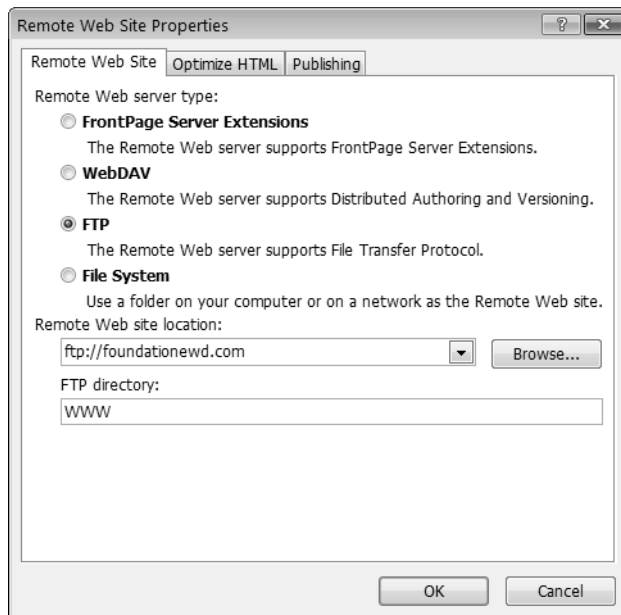 Remote Web Site Properties
Remote Web Site Optimize HTML Publishing
Remote Web server type:
FrontPage Server Extensions
The Remote Web server supports FrontPage Server Extensions.
WebDAV
The Remote Web server supports Distributed Authoring and Versioning.
FTP
The Remote Web server supports File Transfer Protocol.
File System
Use a folder on your computer or on a network as the Remote Web site.
Remote Web site location:
ftp://foundationewd.com Browse...
FTP directory:
WWW
OK Cancel